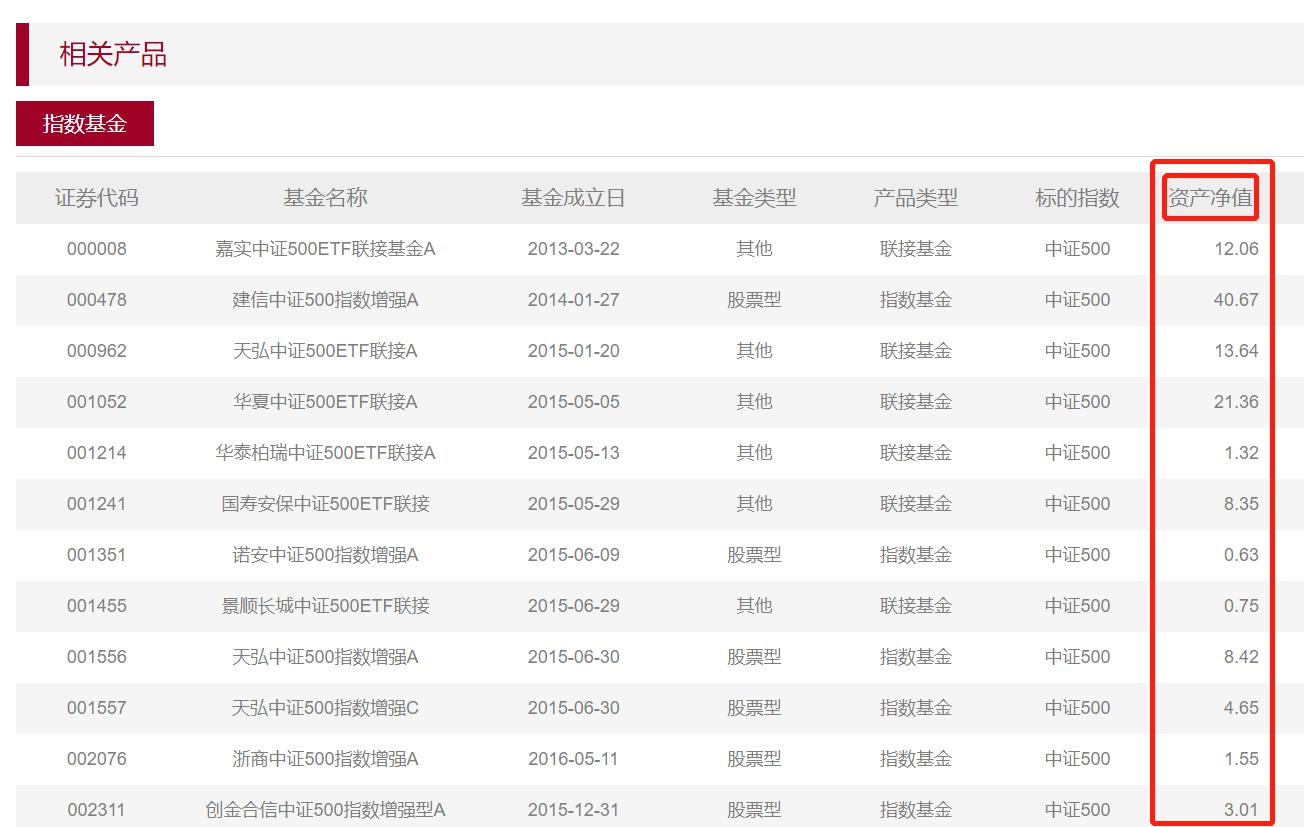 相关产品
指数基金
证券代码 基金名称 基金成立日 基金类型 产品类型 标的指数 资产净值
000008 嘉实中证500ETF联接基金A 2013-03-22 其他 联接基金 中证500 12.06
000478 建信中证500指数增强A 2014-01-27 股票型 指数基金 中证500 40.67
000962 天弘中证500ETF联接A 2015-01-20 其他 联接基金 中证500 13.64
001052 华夏中证500ETF联接A 2015-05-05 其他 联接基金 中证500 21.36
001214 华泰柏瑞中证500ETF联接A 2015-05-13 其他 联接基金 中证500 1.32
001241 国寿安保中证500ETF联接 2015-05-29 其他 联接基金 中证500 8.35
001351 诺安中证500指数增强A 2015-06-09 股票型 指数基金 中证500 0.63
001455 景顺长城中证500ETF联接 2015-06-29 其他 联接基金 中证500 0.75
001556 天弘中证500指数增强A 2015-06-30 股票型 指数基金 中证500 8.42
001557 天弘中证500指数增强C 2015-06-30 股票型 指数基金 中证500 4.65
002076 浙商中证500指数增强A 2016-05-11 股票型 指数基金 中证500 1.55
002311 创金合信中证500指数增强型A 2015-12-31 股票型 指数基金 中证500 3.01